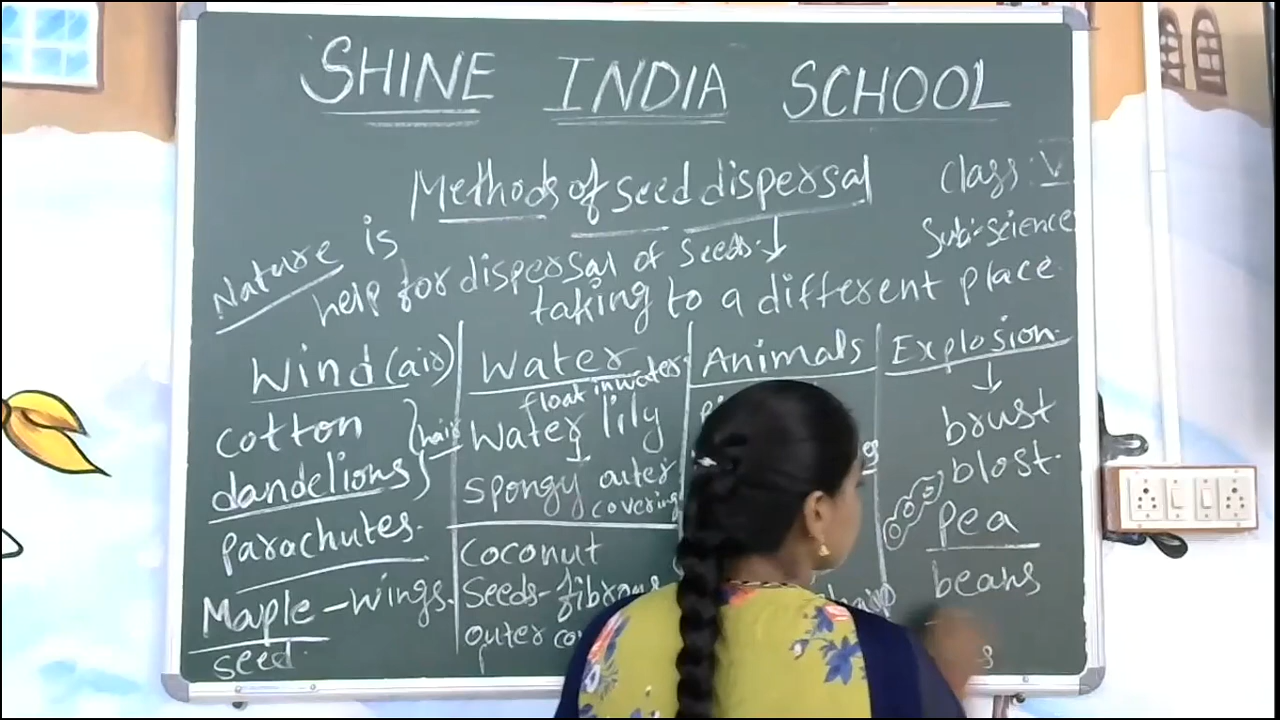 SHINE INDIA SCHOOL
Methods of seed dispersal
class: V
Sub:- science
Nature is
help for dispersal of seeds.
taking to a different place
Wind (air)
cotton
dandelions
hair
parachutes.
Maple - wings.
seed.
Water
float in water
Water lily
spongy outer
covering
coconut
Seeds - fibrous
outer
Animals
Explosion
brust
blost.
pea
beans